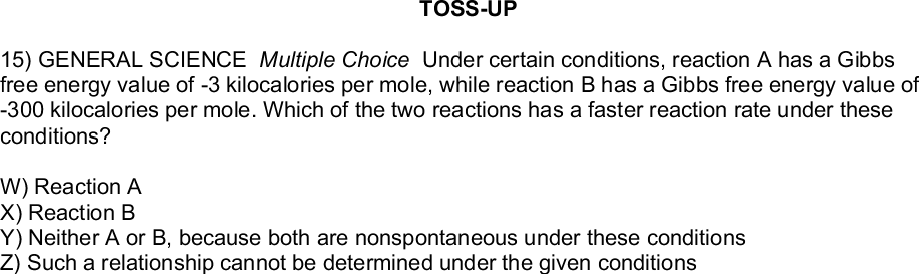 TOSS-UP
15) GENERAL SCIENCE Multiple Choice Under certain conditions, reaction A has a Gibbs
free energy value of -3 kilocalories per mole, while reaction B has a Gibbs free energy value of
-300 kilocalories per mole. Which of the two reactions has a faster reaction rate under these
conditions?
W) Reaction A
X) Reaction B
Y) Neither A or B, because both are nonspontaneous under these conditions
Z) Such a relationship cannot be determined under the given conditions